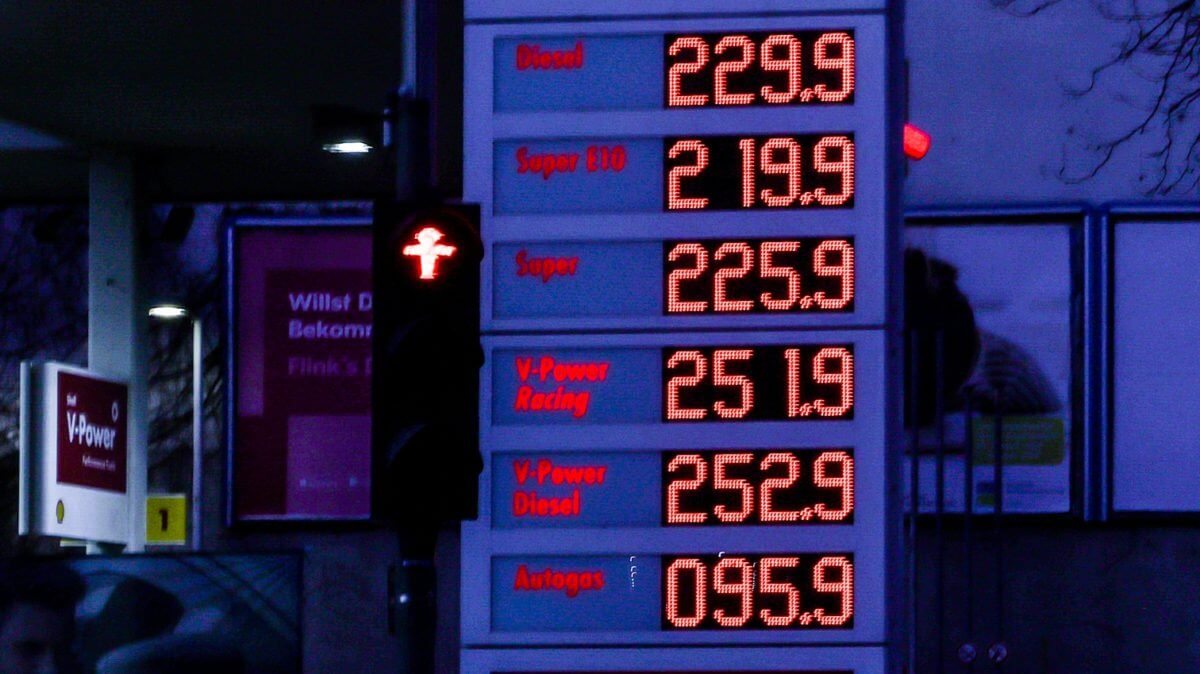 Diesel 229.9
Super E10 219.9
Super 225.9
V-Power
Racing 251.9
V-Power
Diesel 252.9
Autogas 095.9
Willst D
Bekomm
Flink's D
Shell
V-Power
1